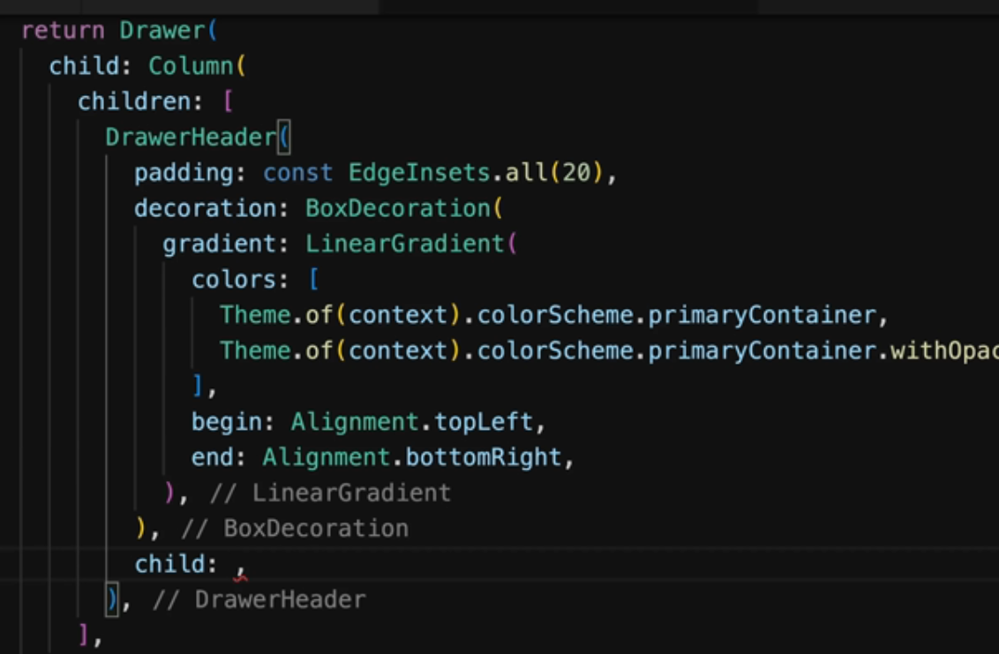 return Drawer(
child: Column(
children: [
DrawerHeader(
padding: const EdgeInsets.all(20),
decoration: BoxDecoration(
gradient: LinearGradient(
colors: [
Theme.of(context).colorScheme.primaryContainer,
Theme.of(context).colorScheme.primaryContainer.withOpac
],
begin: Alignment.topLeft,
end: Alignment.bottomRight,
), // LinearGradient
), // BoxDecoration
child: ,
), // DrawerHeader
],